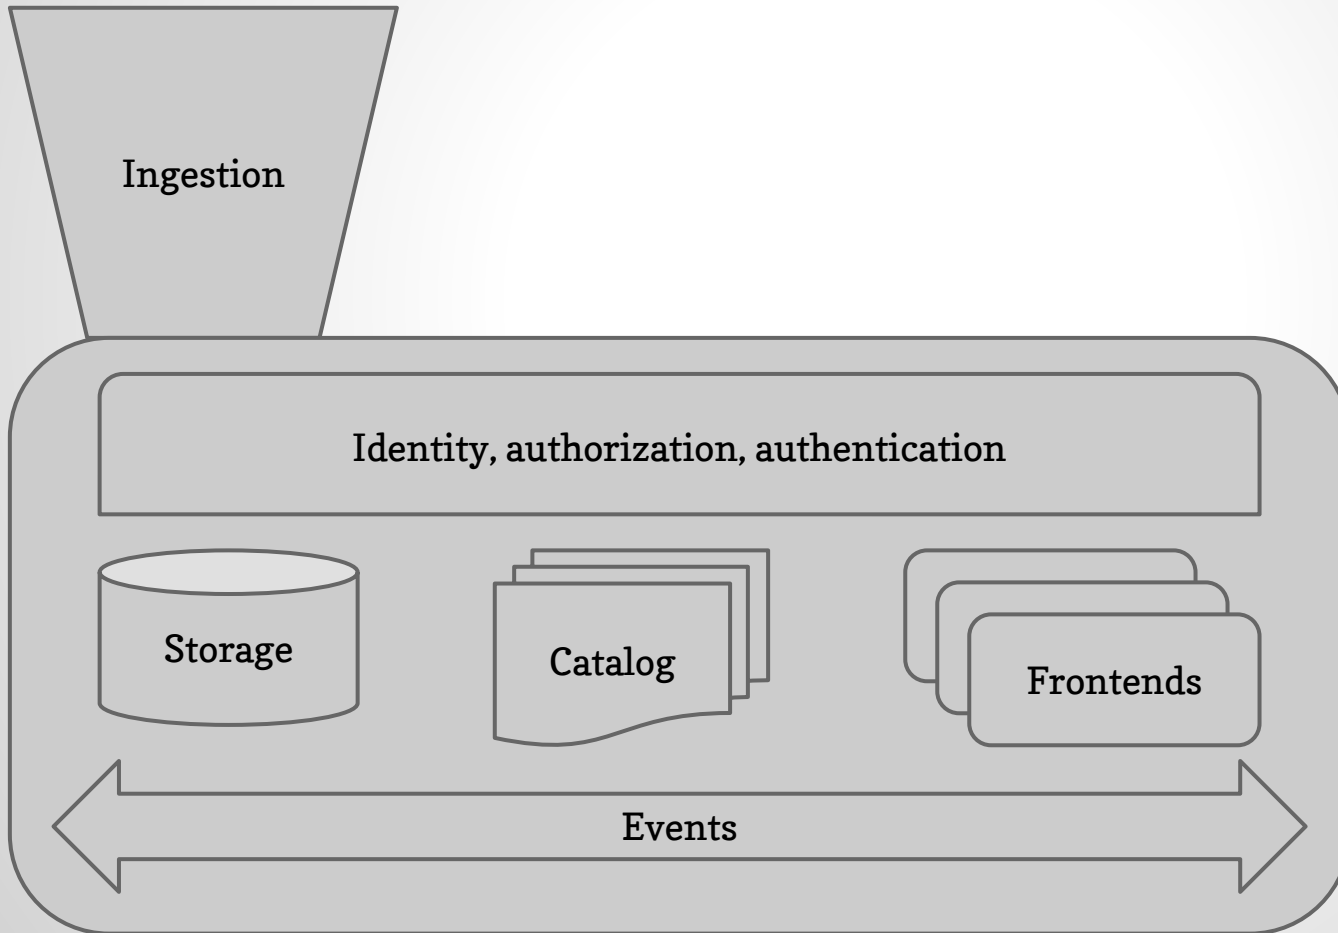 Ingestion
Identity, authorization, authentication
Storage
Catalog
Frontends
Events